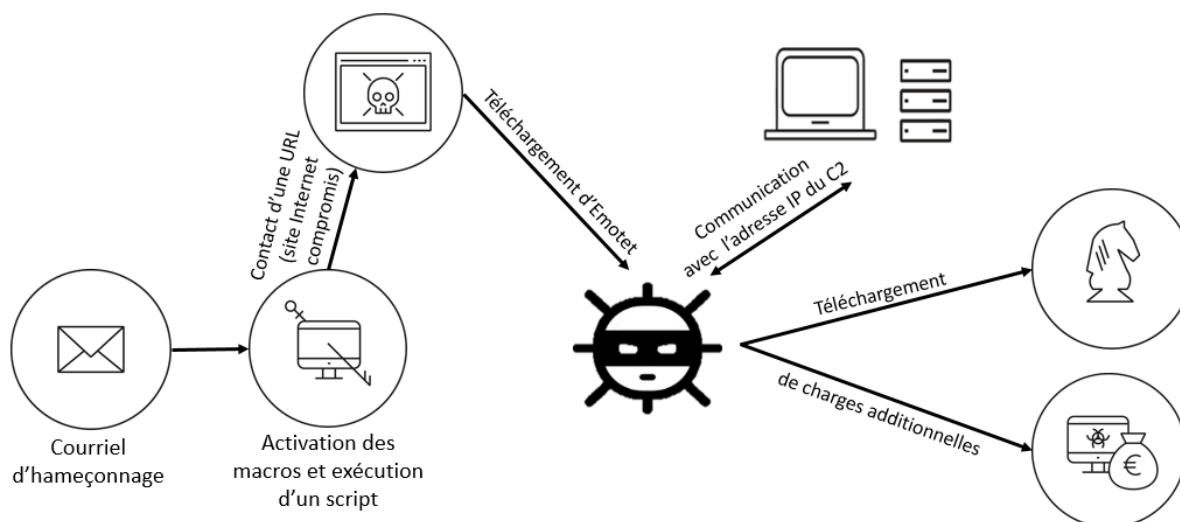 Courriel
d'hameçonnage
Activation des
macros et exécution
d'un script
Contact d'une URL
(site Internet
compromis)
Téléchargement d'Emotet
Communication
avec l'adresse IP du C2
Téléchargement
de charges additionnelles
€